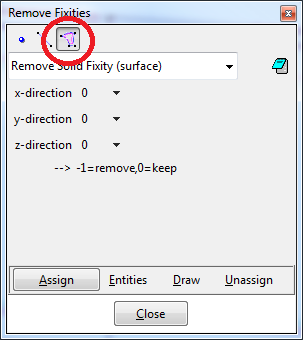 Remove Fixities
Remove Solid Fixity (surface)
x-direction 0
y-direction 0
z-direction 0
--> -1=remove,0=keep
Assign Entities Draw Unassign
Close